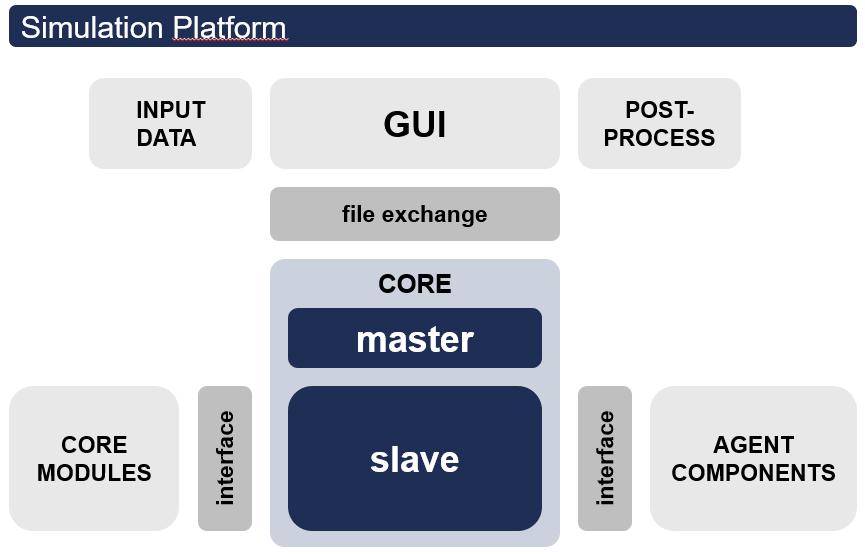 Simulation Platform
INPUT
DATA
GUI
POST-
PROCESS
file exchange
CORE
master
CORE
MODULES
interface
slave
interface
AGENT
COMPONENTS